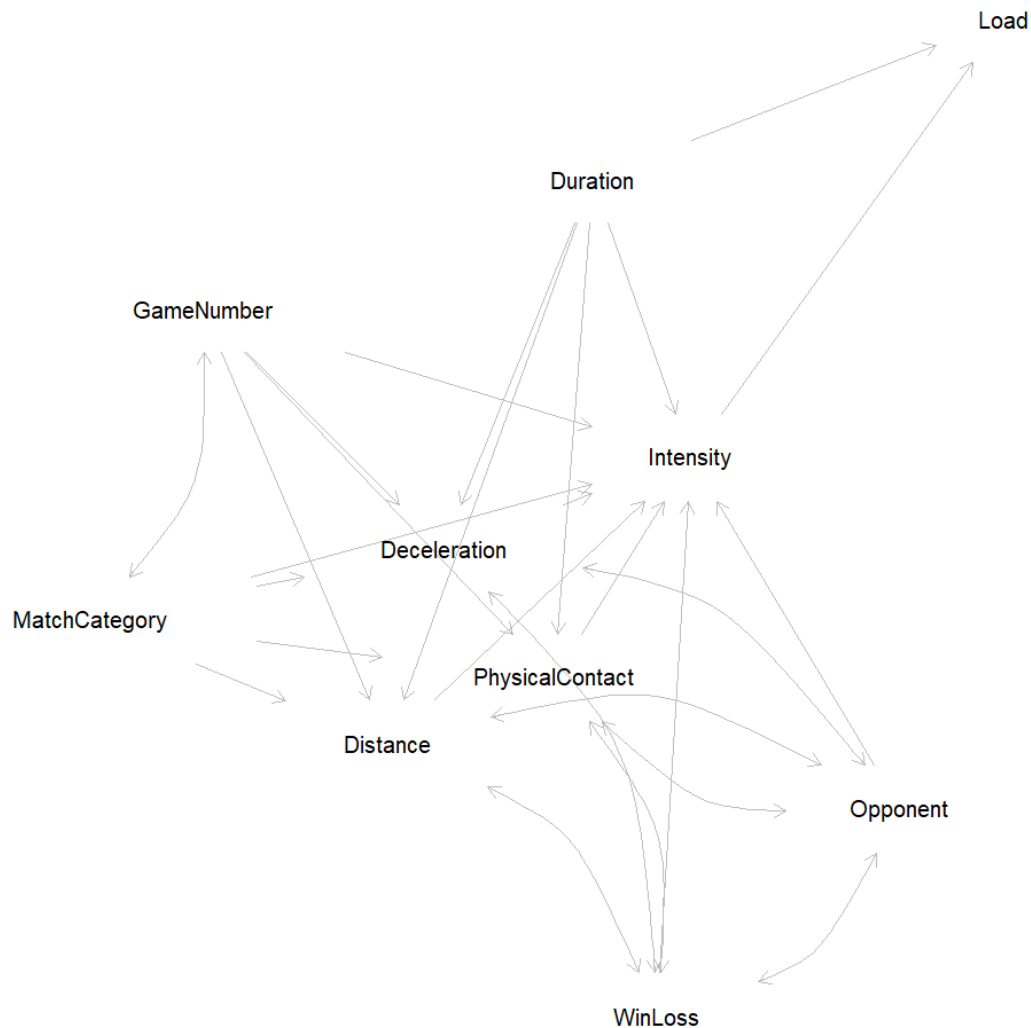 Load
Duration
GameNumber
Intensity
Deceleration
MatchCategory
PhysicalContact
Distance
Opponent
WinLoss